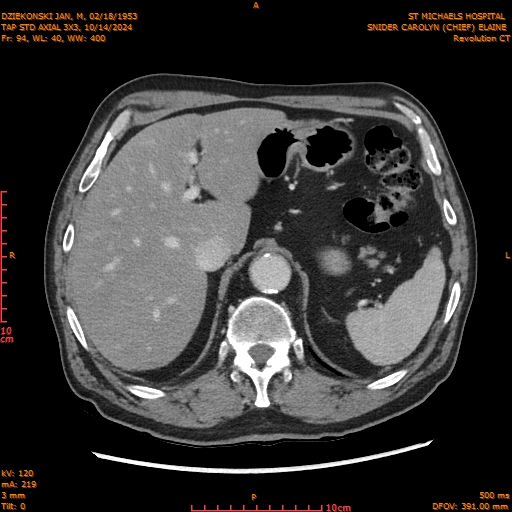 A
DZIEKONSKI JAN, M, 02/18/1953
TAP STD AXIAL 3X3, 10/14/2024
Fr: 94, WL: 40, WW: 400
ST MICHAELS HOSPITAL
SNIDER CAROLYN (CHIEF) ELAINE
Revolution CT
R
L
10
cm
kV: 120
mA: 219
3 mm
Tilt: 0
P
10cm
500 ms
DFOV: 391.00 mm